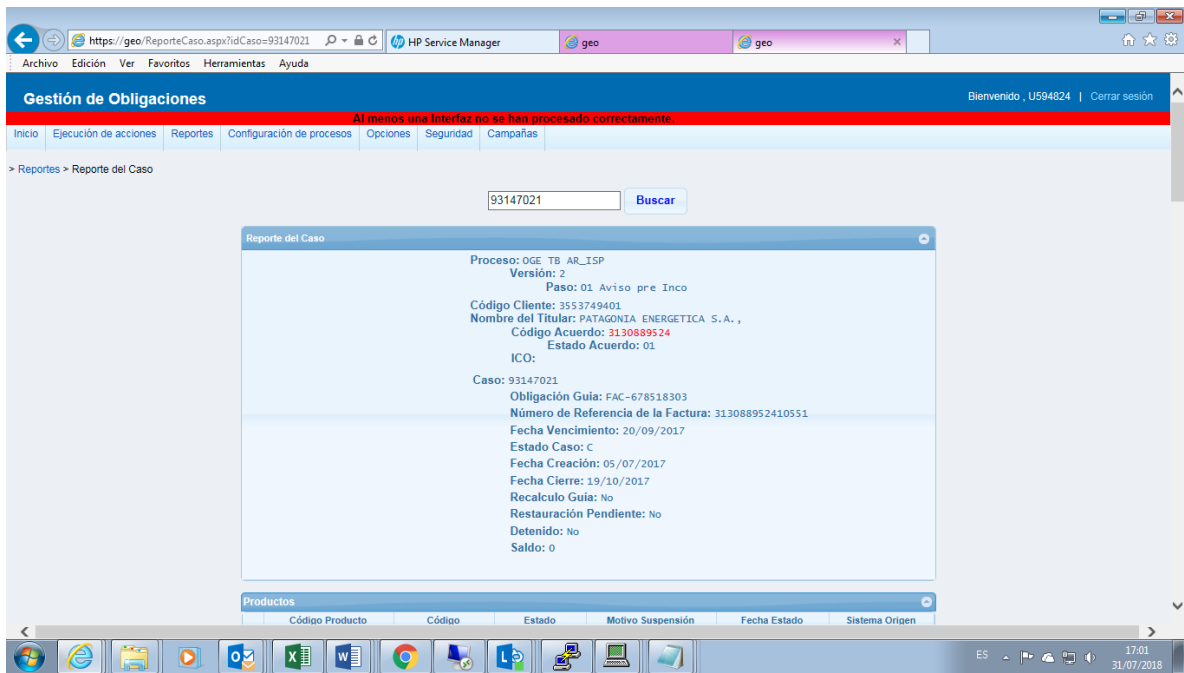 https://geo/ReporteCaso.aspx?idCaso=93147021
HP Service Manager
geo
geo
Archivo Edición Ver Favoritos Herramientas Ayuda
Gestión de Obligaciones
Bienvenido , U594824 | Cerrar sesión
Al menos una Interfaz no se han procesado correctamente.
Inicio Ejecución de acciones Reportes Configuración de procesos Opciones Seguridad Campañas
> Reportes > Reporte del Caso
93147021 Buscar
Reporte del Caso
Proceso: OGE TB AR_ISP
Versión: 2
Paso: 01 Aviso pre Inco
Código Cliente: 3553749401
Nombre del Titular: PATAGONIA ENERGETICA S.A.,
Código Acuerdo: 3130889524
Estado Acuerdo: 01
ICO:
Caso: 93147021
Obligación Guia: FAC-678518303
Número de Referencia de la Factura: 313088952410551
Fecha Vencimiento: 20/09/2017
Estado Caso: C
Fecha Creación: 05/07/2017
Fecha Cierre: 19/10/2017
Recalculo Guia: No
Restauración Pendiente: No
Detenido: No
Saldo: 0
Productos
Código Producto Código Estado Motivo Suspensión Fecha Estado Sistema Origen
ES
17:01
31/07/2018